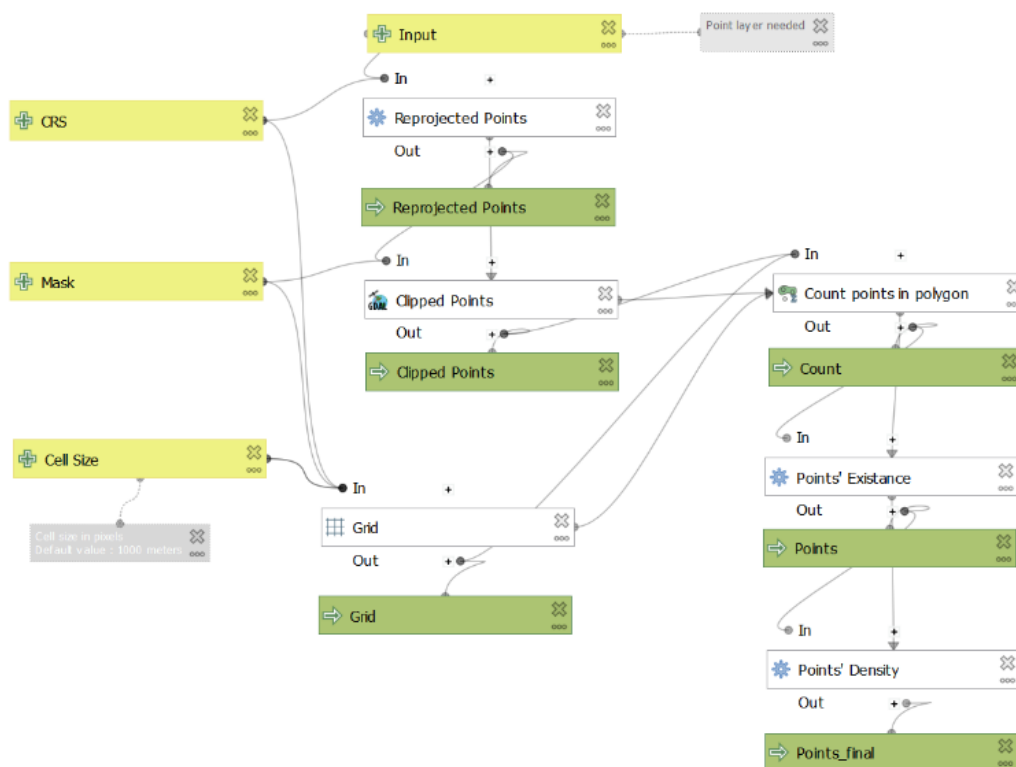 Input
Point layer needed
In
CRS
Reprojected Points
Out
Reprojected Points
In
Mask
Clipped Points
Out
Clipped Points
In
Count points in polygon
Out
Count
In
Cell Size
Points' Existance
Out
Points
In
Grid
Out
Grid
Cell size in pixels
Default value : 1000 meters
In
Points' Density
Out
Points_final